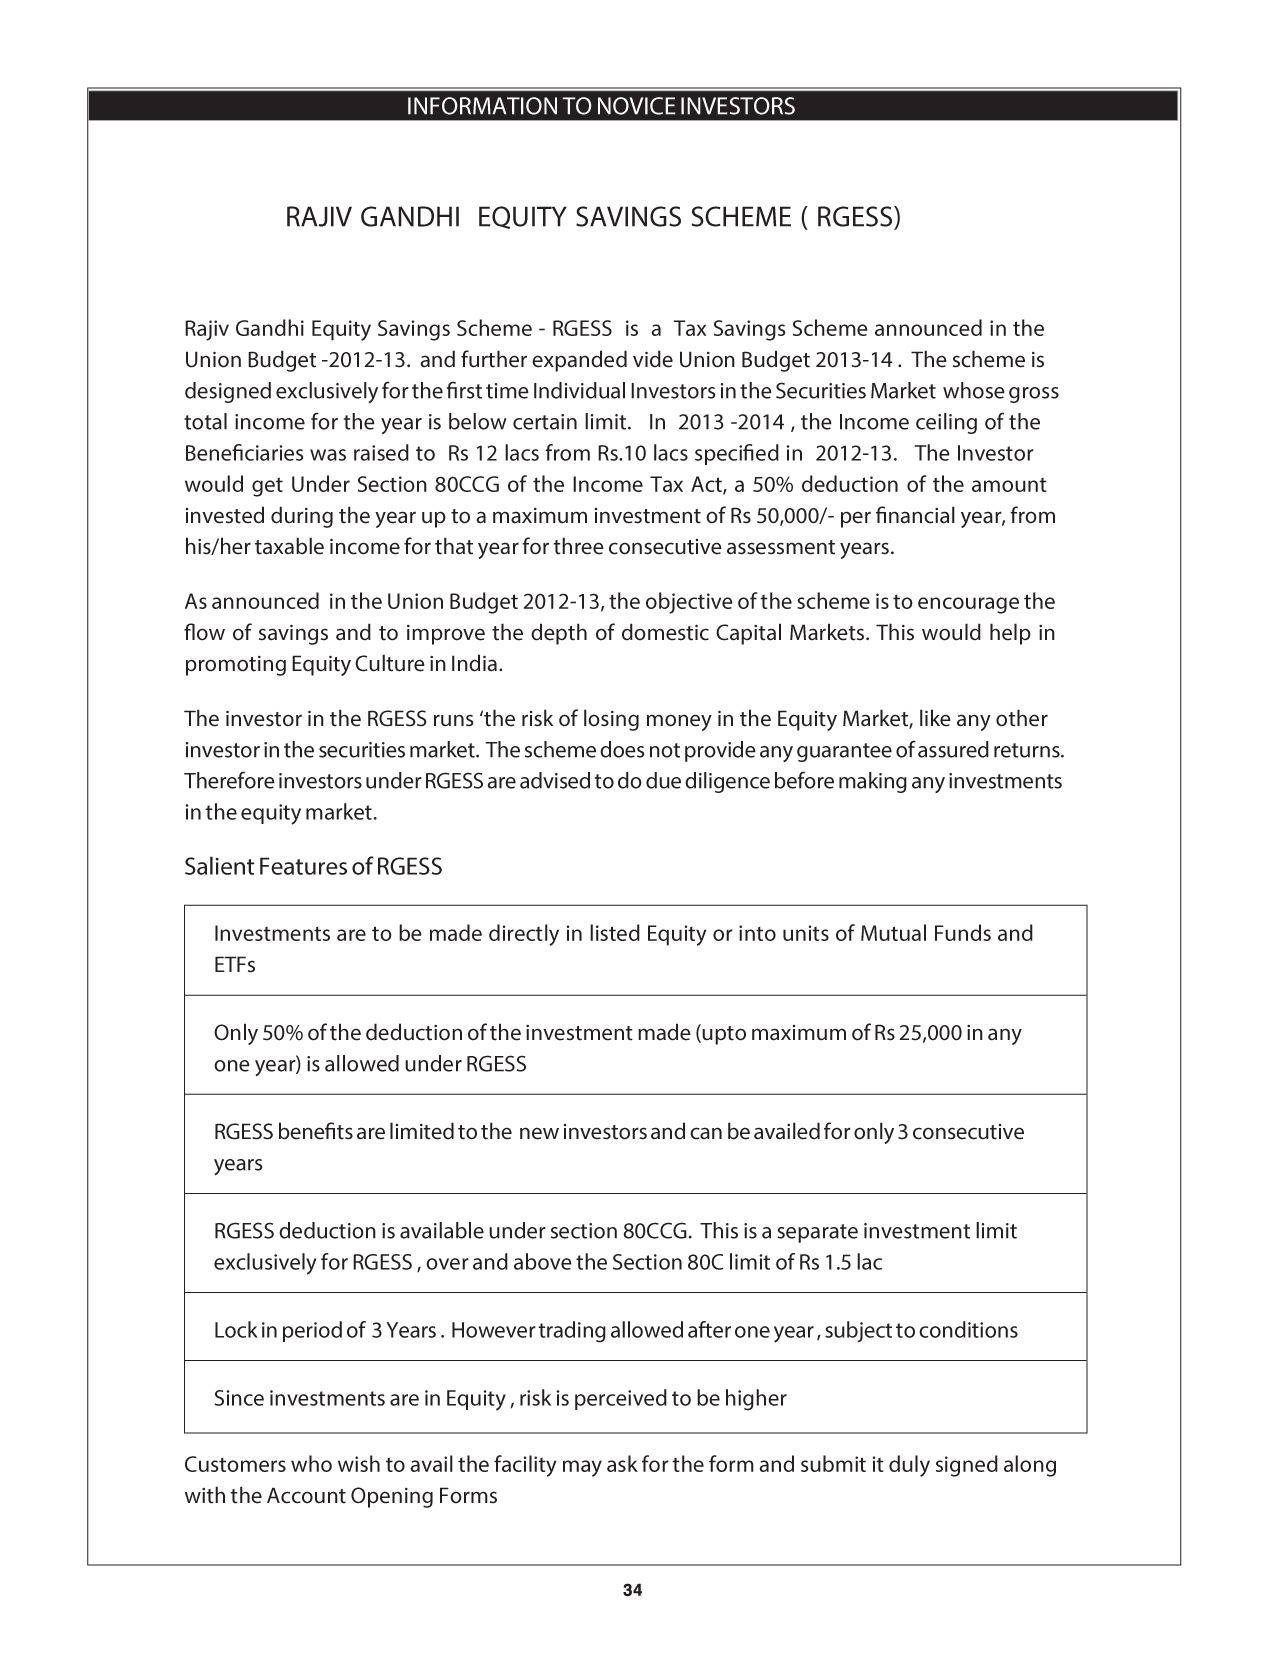 INFORMATION TO NOVICE INVESTORS
RAJIV GANDHI EQUITY SAVINGS SCHEME ( RGESS)
Rajiv Gandhi Equity Savings Scheme - RGESS is a Tax Savings Scheme announced in the
Union Budget -2012-13. and further expanded vide Union Budget 2013-14 . The scheme is
designed exclusively for the first time Individual Investors in the Securities Market whose gross
total income for the year is below certain limit. In 2013 -2014 , the Income ceiling of the
Beneficiaries was raised to Rs 12 lacs from Rs.10 lacs specified in 2012-13. The Investor
would get Under Section 80CCG of the Income Tax Act, a 50% deduction of the amount
invested during the year up to a maximum investment of Rs 50,000/- per financial year, from
his/her taxable income for that year for three consecutive assessment years.
As announced in the Union Budget 2012-13, the objective of the scheme is to encourage the
flow of savings and to improve the depth of domestic Capital Markets. This would help in
promoting Equity Culture in India.
The investor in the RGESS runs ‘the risk of losing money in the Equity Market, like any other
investor in the securities market. The scheme does not provide any guarantee of assured returns.
Therefore investors under RGESS are advised to do due diligence before making any investments
in the equity market.
Salient Features of RGESS
Investments are to be made directly in listed Equity or into units of Mutual Funds and
ETFs
Only 50% of the deduction of the investment made (upto maximum of Rs 25,000 in any
one year) is allowed under RGESS
RGESS benefits are limited to the new investors and can be availed for only 3 consecutive
years
RGESS deduction is available under section 80CCG. This is a separate investment limit
exclusively for RGESS , over and above the Section 80C limit of Rs 1.5 lac
Lock in period of 3 Years . However trading allowed after one year , subject to conditions
Since investments are in Equity , risk is perceived to be higher
Customers who wish to avail the facility may ask for the form and submit it duly signed along
with the Account Opening Forms
34